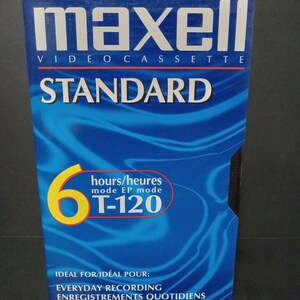 maxell
VIDEOCASSETTE
STANDARD
6 hours/heures
mode EP mode
T-120
IDEAL FOR/IDÉAL POUR:
EVERYDAY RECORDING
ENREGISTREMENTS QUOTIDIENS